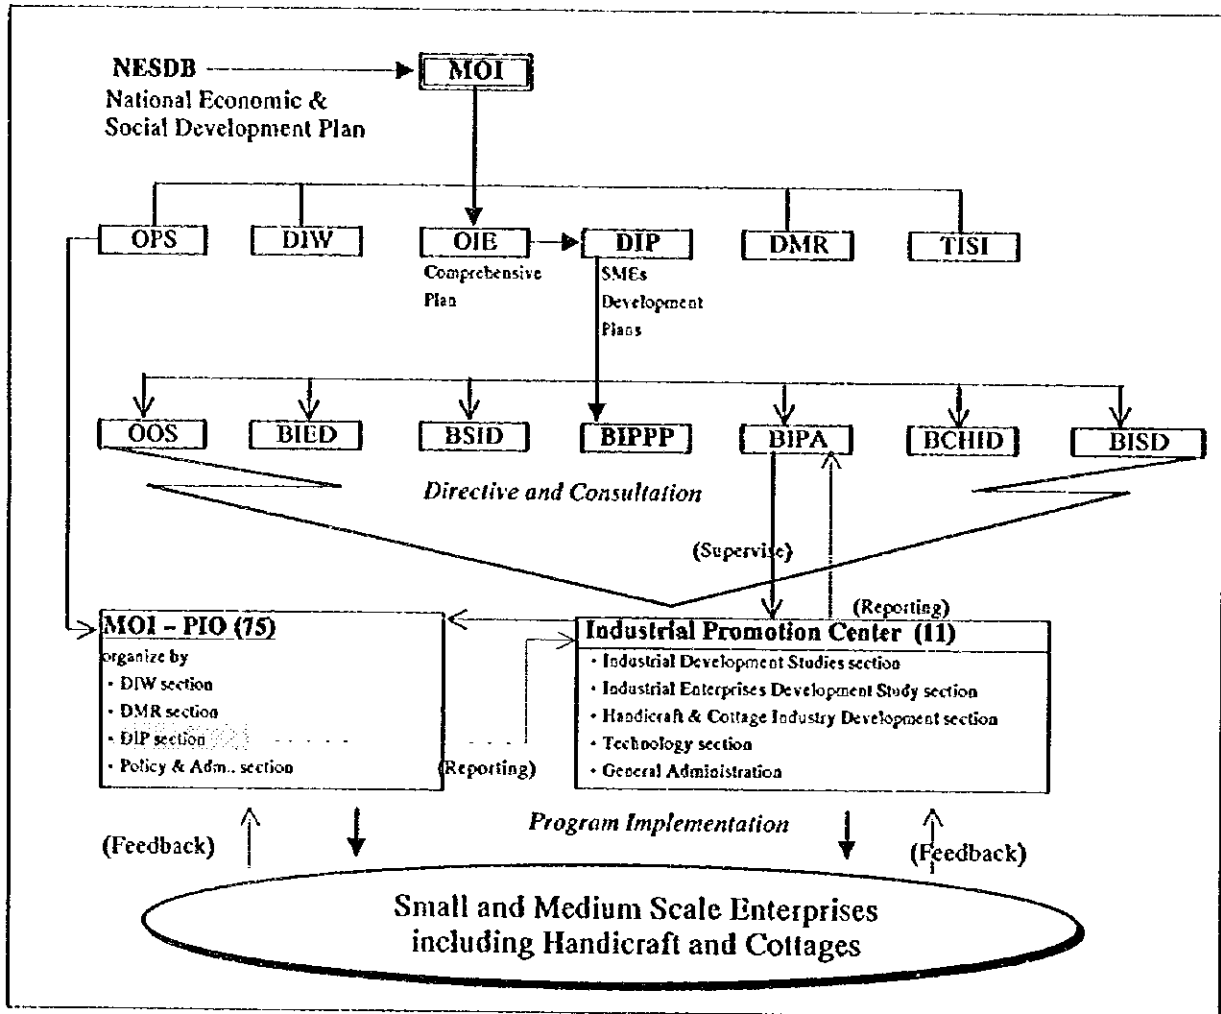 NESDB
MOI
National Economic &
Social Development Plan
OPS
DIW
OIE
DIP
DMR
TISI
Comprehensive
Plan
SMEs
Development
Plans
OOS
BIED
BSID
BIPPP
BIPA
BCHID
BISD
Directive and Consultation
(Supervise)
(Reporting)
MOI – PIO (75)
organize by
· DIW section
· DMR section
· DIP section
· Policy & Adm.. section
(Reporting)
Industrial Promotion Center (11)
· Industrial Development Studies section
· Industrial Enterprises Development Study section
· Handicraft & Cottage Industry Development section
· Technology section
· General Administration
Program Implementation
(Feedback)
(Feedback)
Small and Medium Scale Enterprises
including Handicraft and Cottages